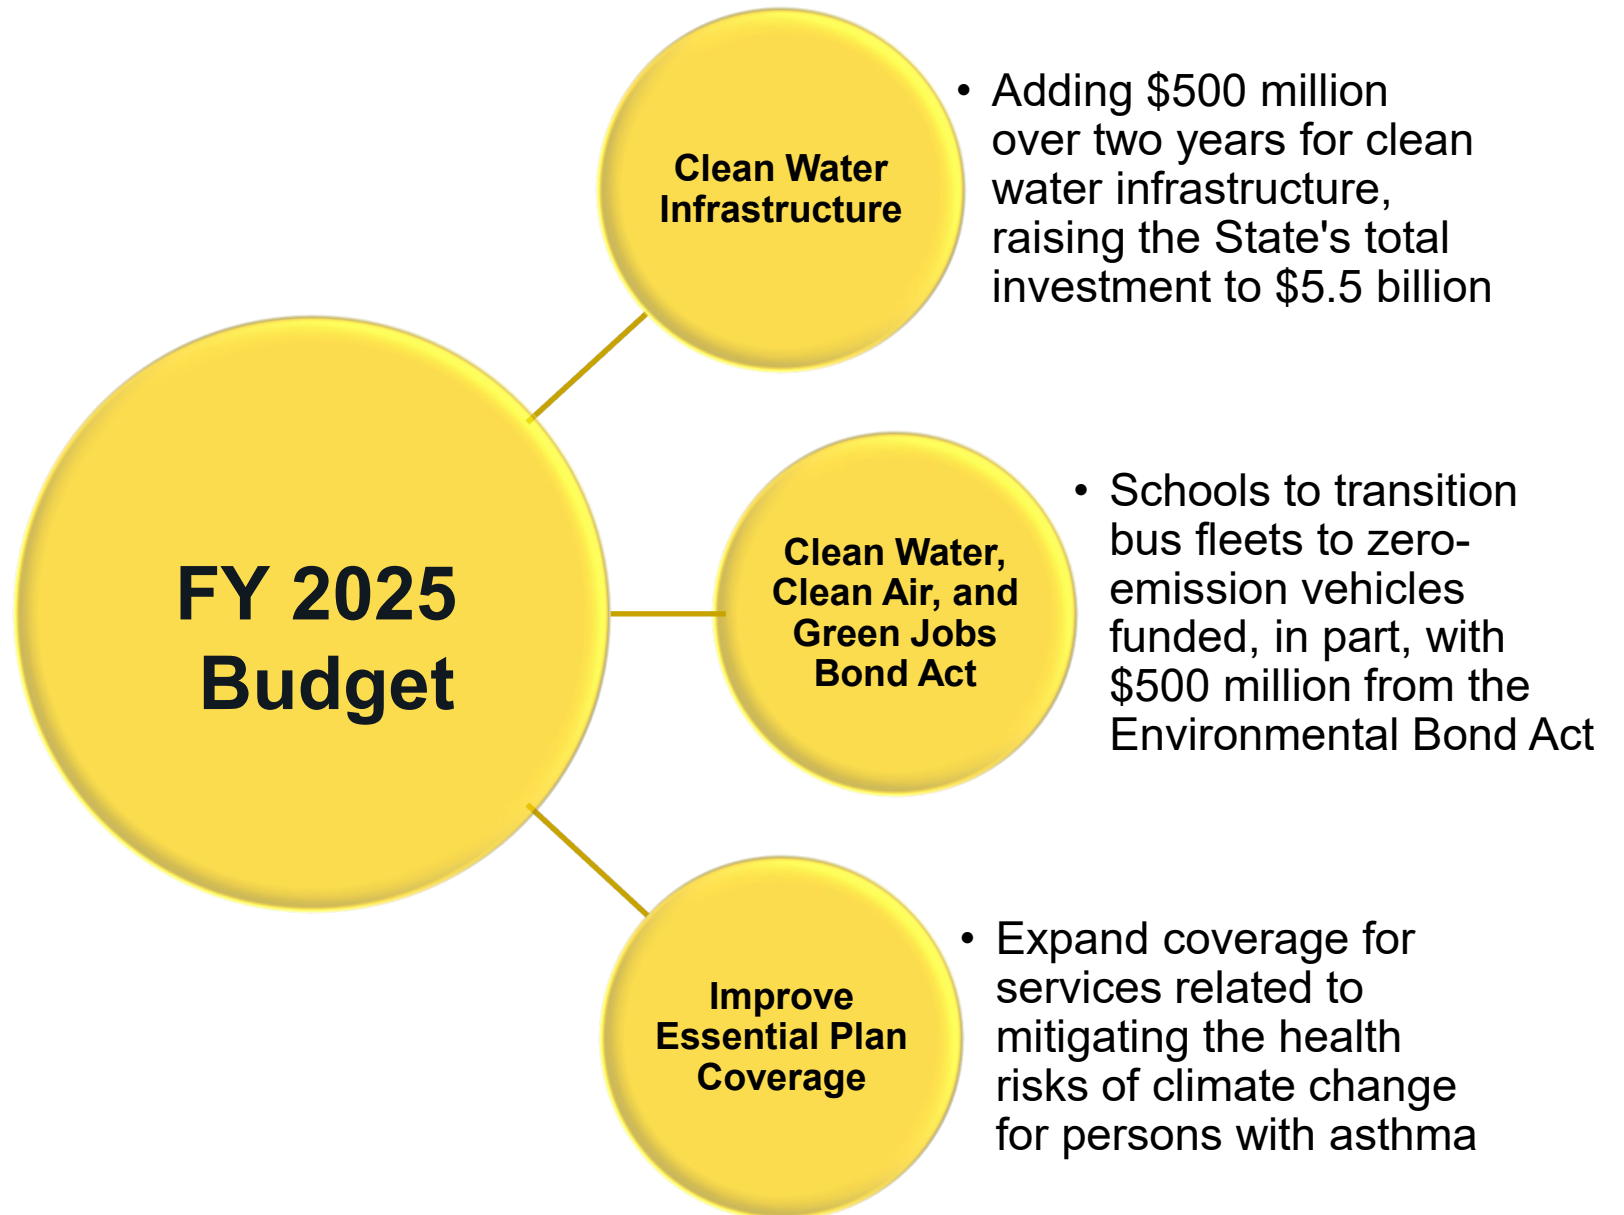 FY 2025
Budget
Clean Water
Infrastructure
• Adding $500 million
over two years for clean
water infrastructure,
raising the State's total
investment to $5.5 billion
Clean Water,
Clean Air, and
Green Jobs
Bond Act
• Schools to transition
bus fleets to zero-
emission vehicles
funded, in part, with
$500 million from the
Environmental Bond Act
Improve
Essential Plan
Coverage
• Expand coverage for
services related to
mitigating the health
risks of climate change
for persons with asthma